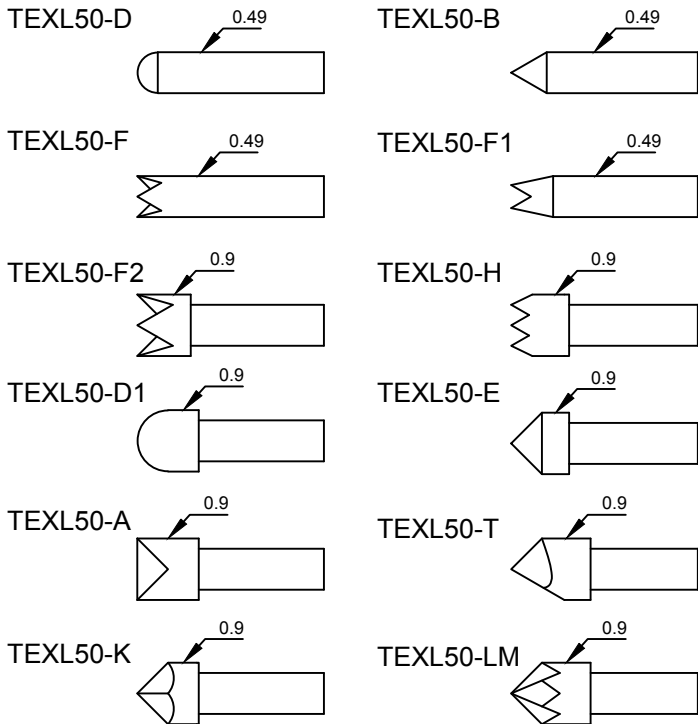 TEXL50-D 0.49
TEXL50-B 0.49
TEXL50-F 0.49
TEXL50-F1 0.49
TEXL50-F2 0.9
TEXL50-H 0.9
TEXL50-D1 0.9
TEXL50-E 0.9
TEXL50-A 0.9
TEXL50-T 0.9
TEXL50-K 0.9
TEXL50-LM 0.9